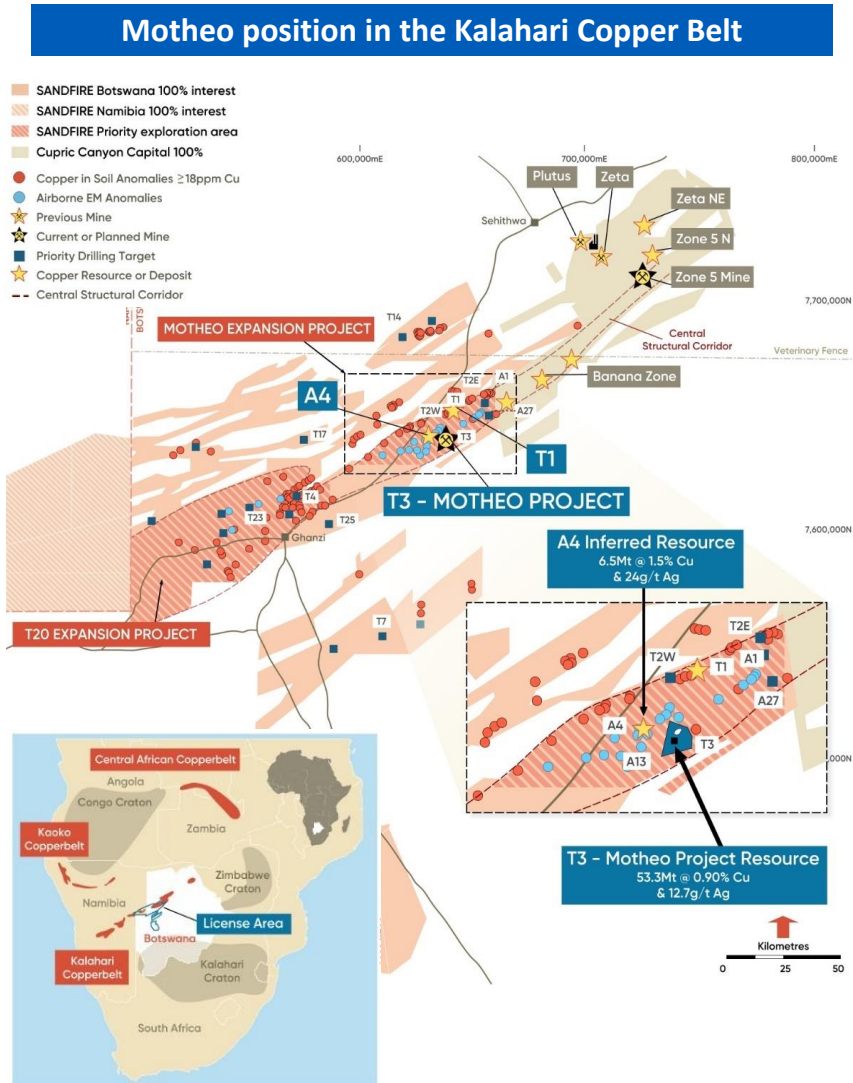 Motheo position in the Kalahari Copper Belt
SANDFIRE Botswana 100% interest
SANDFIRE Namibia 100% interest
SANDFIRE Priority exploration area
Cupric Canyon Capital 100%
Copper in Soil Anomalies ≥18ppm Cu
Airborne EM Anomalies
Previous Mine
Current or Planned Mine
Priority Drilling Target
Copper Resource or Deposit
Central Structural Corridor
600,000mE
700,000mE
800,000mE
Plutus
Zeta
Sehithwa
Zeta NE
Zone 5 N
Zone 5 Mine
7,700,000mN
BOTS
T14
MOTHEO EXPANSION PROJECT
Central
Structural Corridor
Veterinary Fence
T2E
A1
Banana Zone
A4
T1
T2W
A27
T17
T3
T1
T3 – MOTHEO PROJECT
T4
T23
T25
Ghanzi
7,600,000N
A4 Inferred Resource
6.5Mt @ 1.5% Cu
& 24g/t Ag
T20 EXPANSION PROJECT
T7
T2E
T2W
T1
A1
A27
A4
T3
A13
000mN
T3 – Motheo Project Resource
53.3Mt @ 0.90% Cu
& 12.7g/t Ag
Kilometres
0
25
50
Central African Copperbelt
Angola
Congo Craton
Zambia
Kaoko
Copperbelt
Zimbabwe
Craton
Namibia
License Area
Botswana
Kalahari
Copperbelt
Kalahari
Craton
South Africa